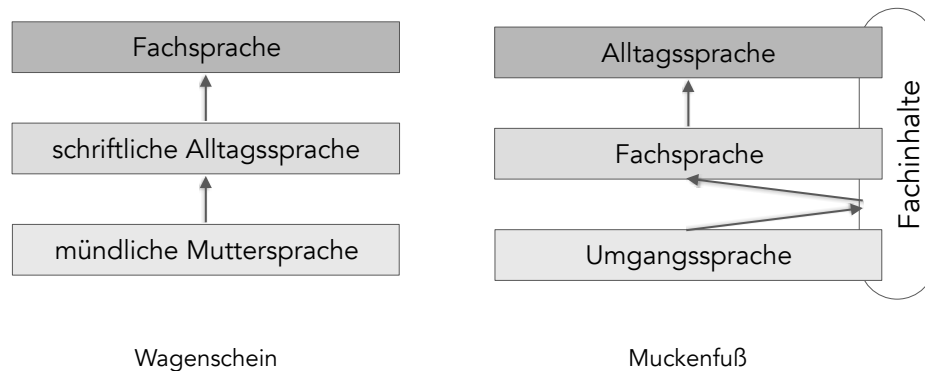 Fachsprache
schriftliche Alltagssprache
mündliche Muttersprache
Wagenschein
Alltagssprache
Fachsprache
Umgangssprache
Fachinhalte
Muckenfuß